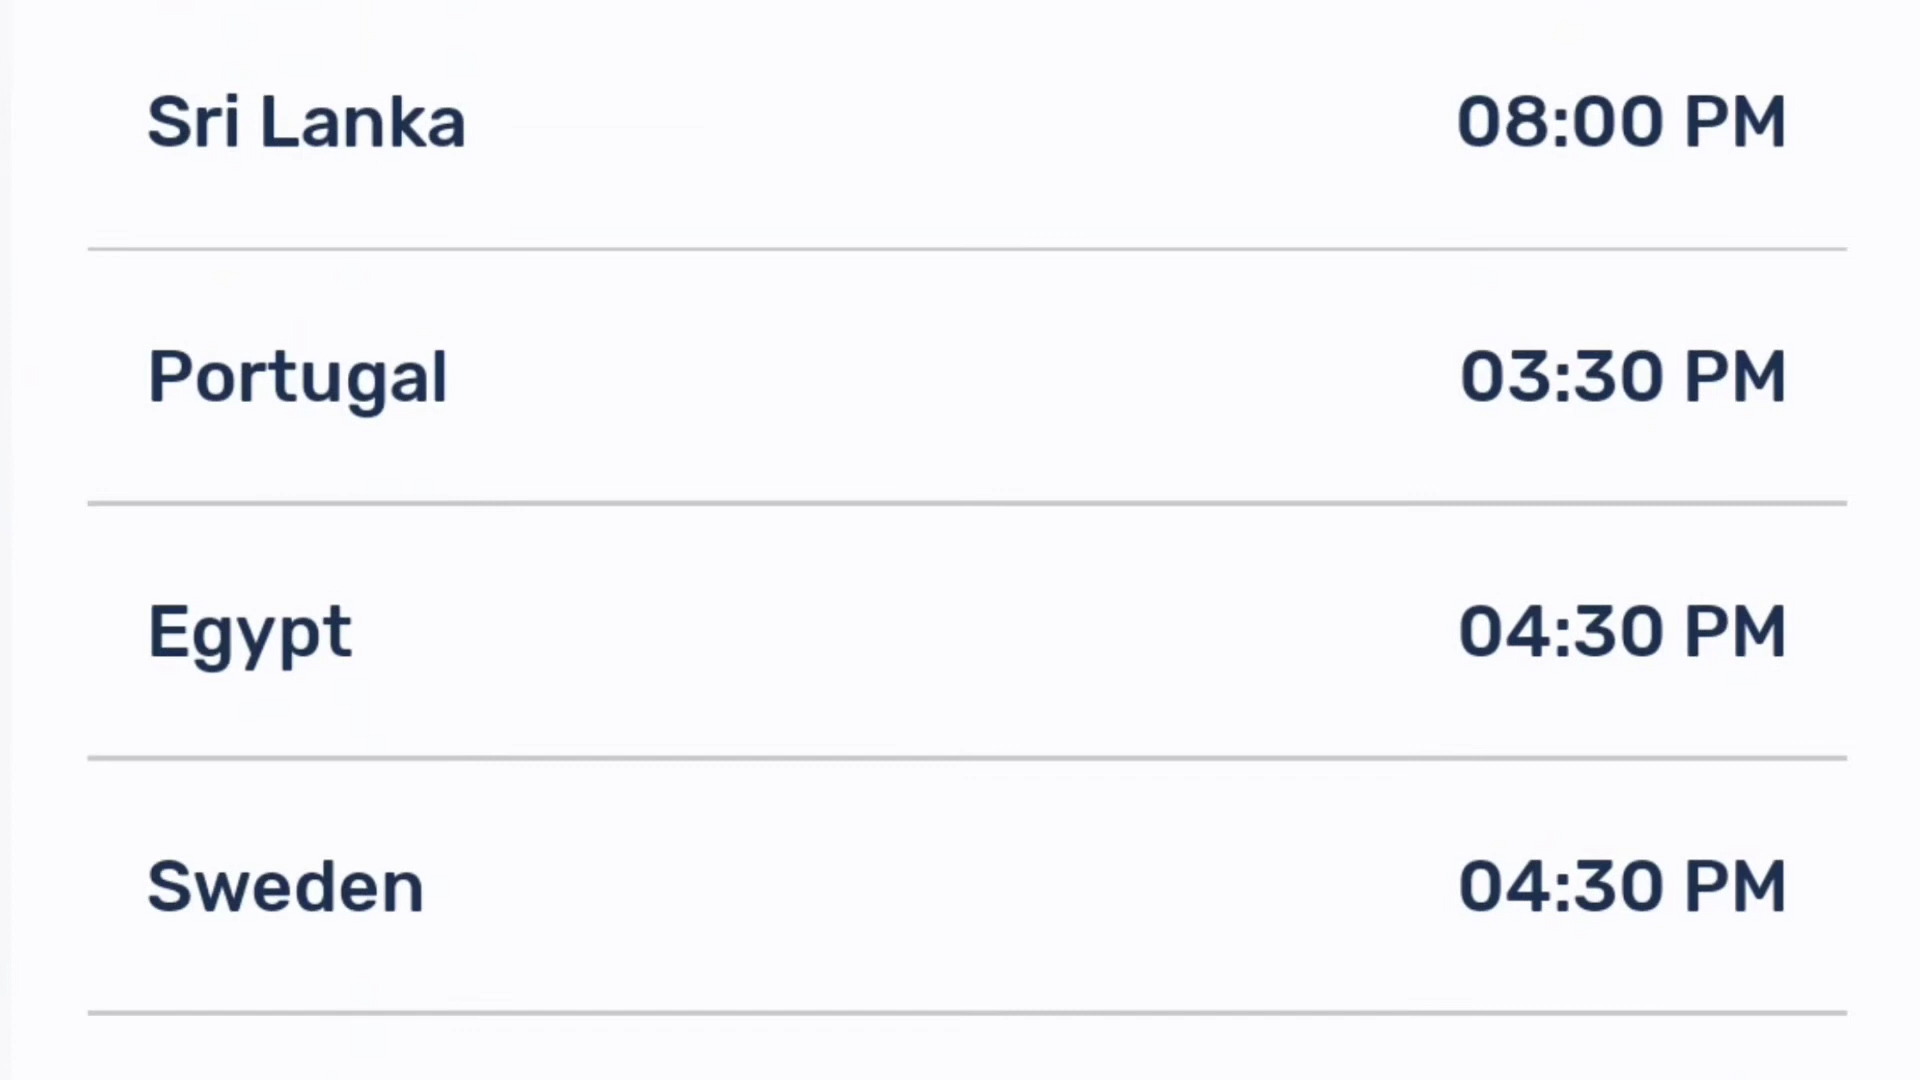 Sri Lanka 08:00 PM
Portugal 03:30 PM
Egypt 04:30 PM
Sweden 04:30 PM